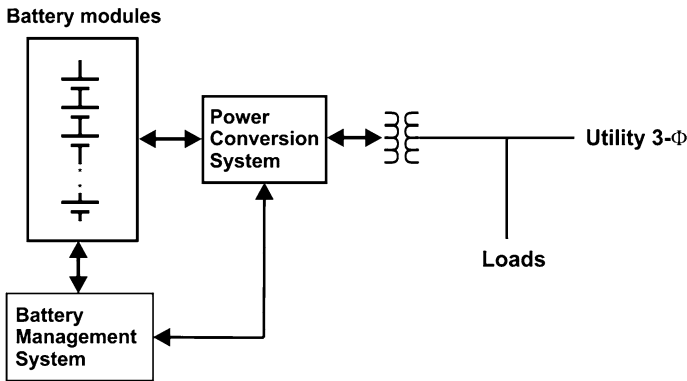 Battery modules
Power
Conversion
System
Utility 3-Φ
Loads
Battery
Management
System